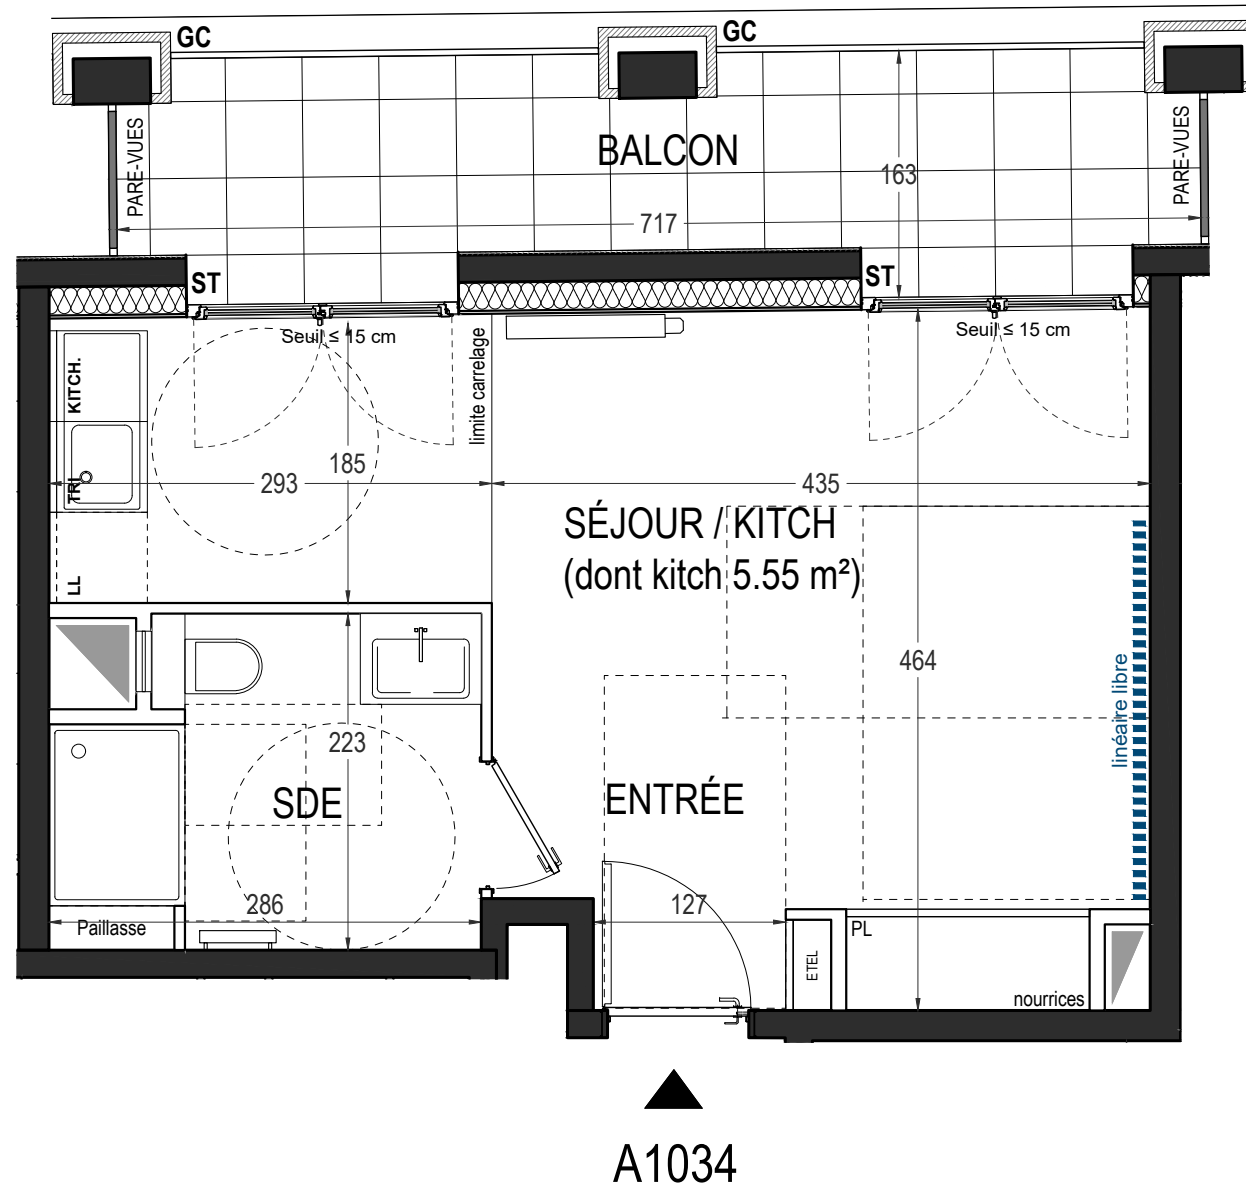 GC
GC
PARE-VUES
BALCON
163
PARE-VUES
717
ST
ST
Seuil ≤ 15 cm
Seuil ≤ 15 cm
limite carrelage
KITCH.
TRI
LL
293
185
435
SÉJOUR / KITCH
(dont kitch 5.55 m²)
464
linéaire libre
223
SDE
ENTRÉE
286
127
Paillasse
ETEL
PL
nourrices
A1034